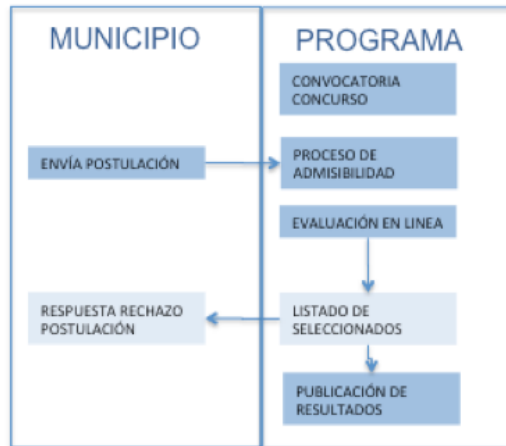 MUNICIPIO
PROGRAMA
CONVOCATORIA
CONCURSO
ENVÍA POSTULACIÓN
PROCESO DE
ADMISIBILIDAD
EVALUACIÓN EN LINEA
RESPUESTA RECHAZO
POSTULACIÓN
LISTADO DE
SELECCIONADOS
PUBLICACIÓN DE
RESULTADOS